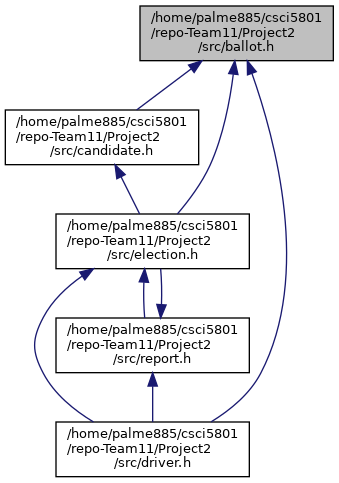 /home/palme885/csci5801
/repo-Team11/Project2
/src/ballot.h
/home/palme885/csci5801
/repo-Team11/Project2
/src/candidate.h
/home/palme885/csci5801
/repo-Team11/Project2
/src/election.h
/home/palme885/csci5801
/repo-Team11/Project2
/src/report.h
/home/palme885/csci5801
/repo-Team11/Project2
/src/driver.h